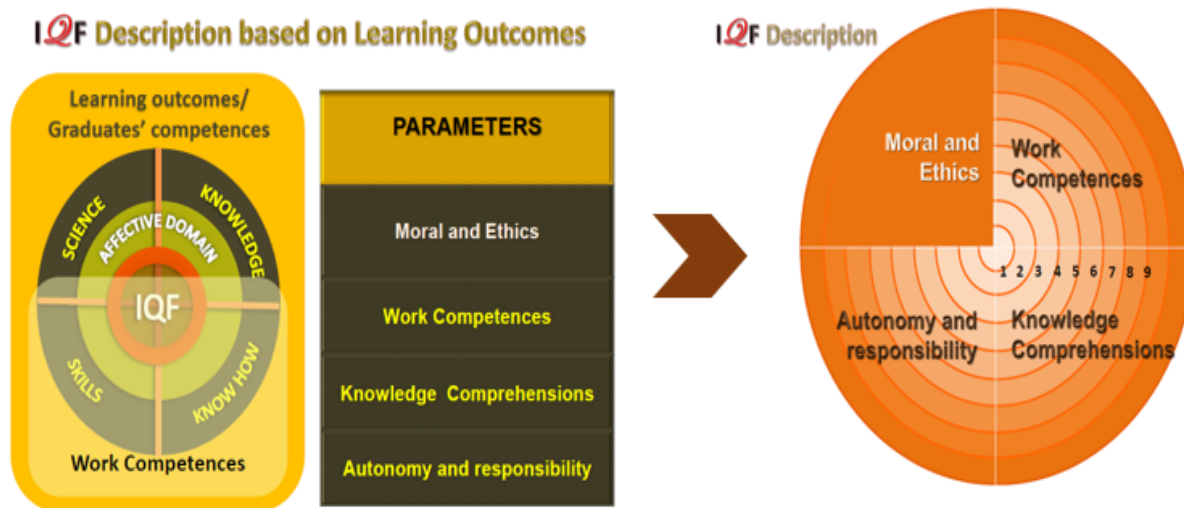 IQF Description based on Learning Outcomes
Learning outcomes/
Graduates' competences
SCIENCE
KNOWLEDGE
AFFECTIVE DOMAIN
IQF
SKILLS
KNOW HOW
Work Competences
PARAMETERS
Moral and Ethics
Work Competences
Knowledge Comprehensions
Autonomy and responsibility
IQF Description
Moral and
Ethics
Work
Competences
1 2 3 4 5 6 7 8 9
Autonomy and
responsibility
Knowledge
Comprehensions